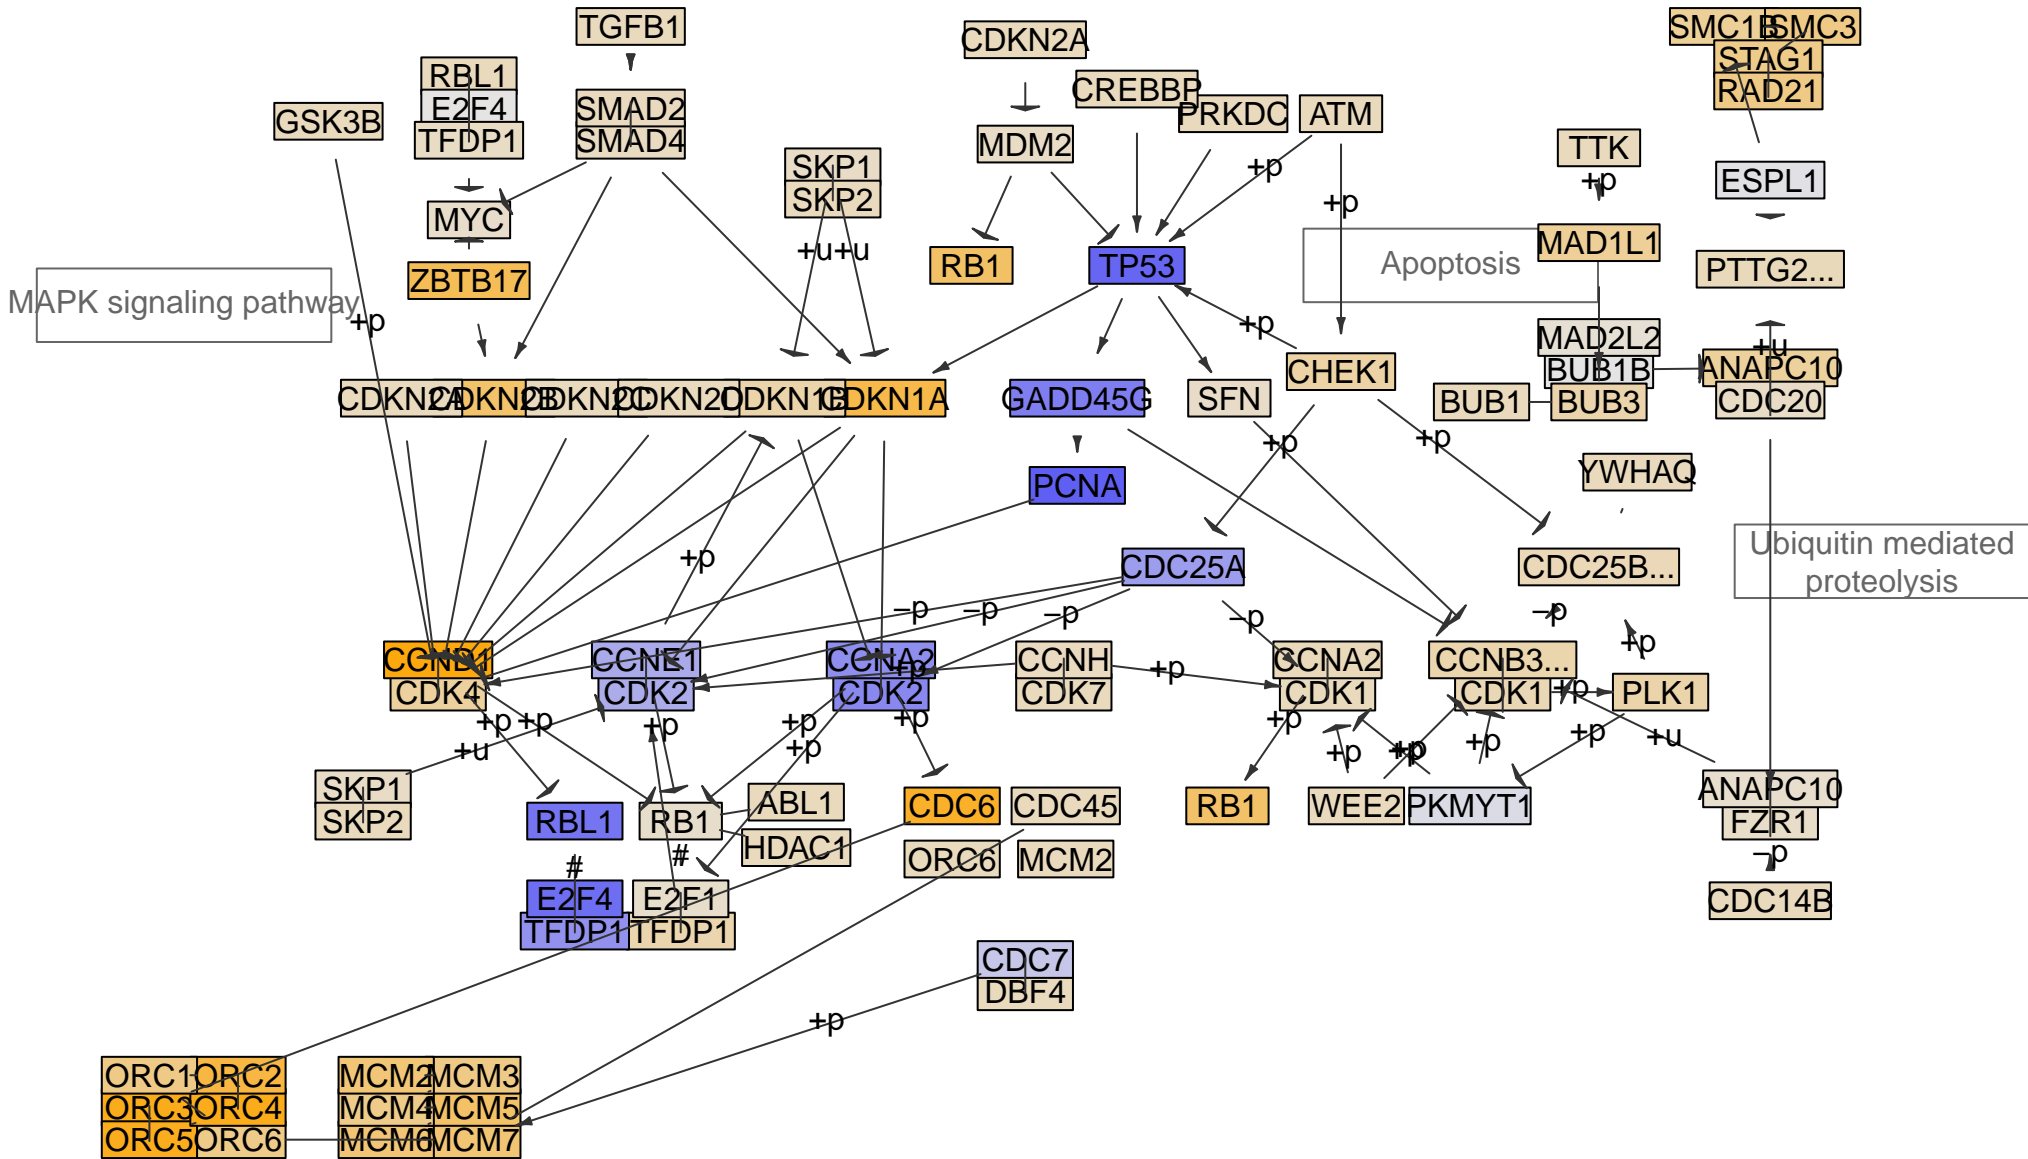 TGFB1
CDKN2A
SMC1B SMC3
STAG1
RAD21
RBL1
E2F4
TFDP1
GSK3B
SMAD2
SMAD4
CREBBP
PRKDC
ATM
MDM2
TTK
+p
SKP1
SKP2
+p
+p
ESPL1
MYC
+u +u
MAD1L1
RB1
TP53
Apoptosis
PTTG2...
ZBTB17
MAPK signaling pathway
+p
+p
MAD2L2
+u
BUB1B
ANAPC10
CHEK1
CDKN2A CDKN2B CDKN2C CDKN2D CDKN1B CDKN1A
GADD45G
SFN
BUB1
BUB3
CDC20
+p
+p
YWHAQ
PCNA
+p
CDC25A
CDC25B...
Ubiquitin mediated
proteolysis
−p
−p
−p
−p
−p
+p
CCND1
CDK4
CCNE1
CDK2
CCNA2
CDK2
+p
CCNH
CDK7
+p
CCNA2
CDK1
CCNB3...
CDK1
+p
PLK1
+p
+p
+p
+p
+p
+p
+p
+u
+p
+p
+p
+p
+p
+p
+u
SKP1
SKP2
RBL1
RB1
ABL1
HDAC1
CDC6
CDC45
ORC6
MCM2
RB1
WEE2
PKMYT1
ANAPC10
FZR1
−p
CDC14B
#
#
E2F4
TFDP1
E2F1
TFDP1
CDC7
DBF4
+p
ORC1 ORC2
ORC3 ORC4
ORC5 ORC6
MCM2 MCM3
MCM4 MCM5
MCM6 MCM7